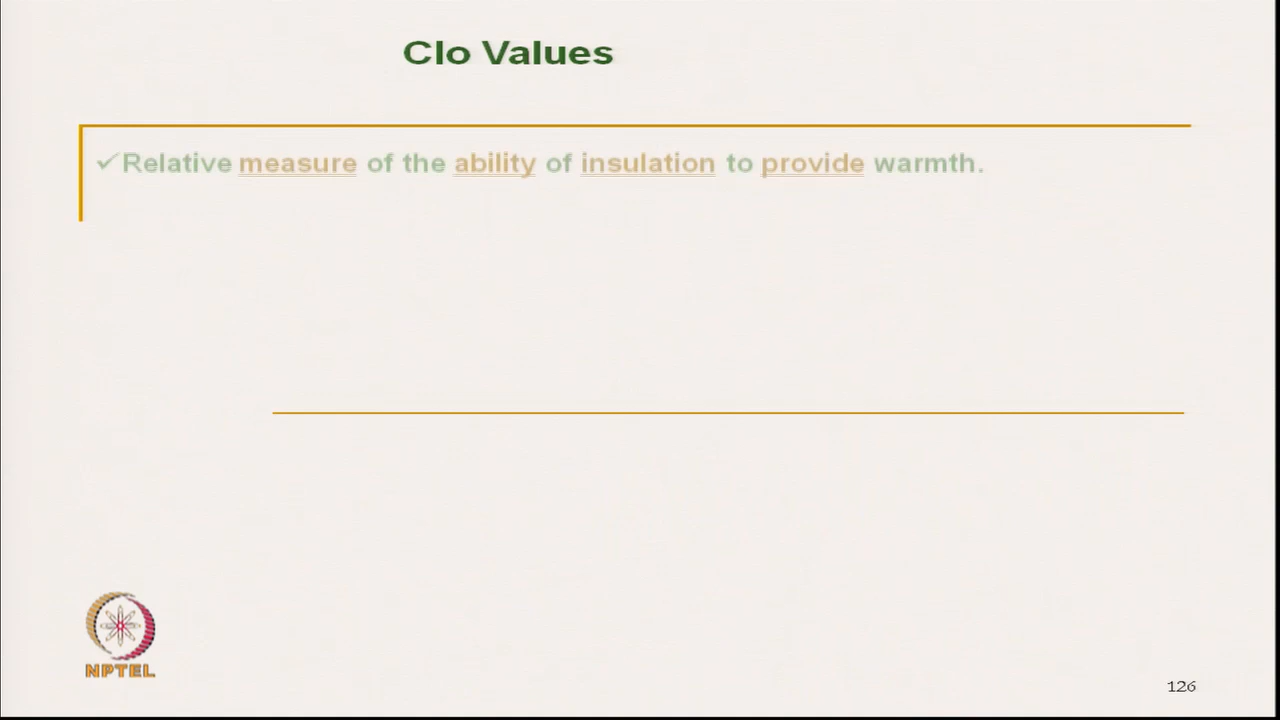 Clo Values
✓Relative measure of the ability of insulation to provide warmth.
NPTEL
126